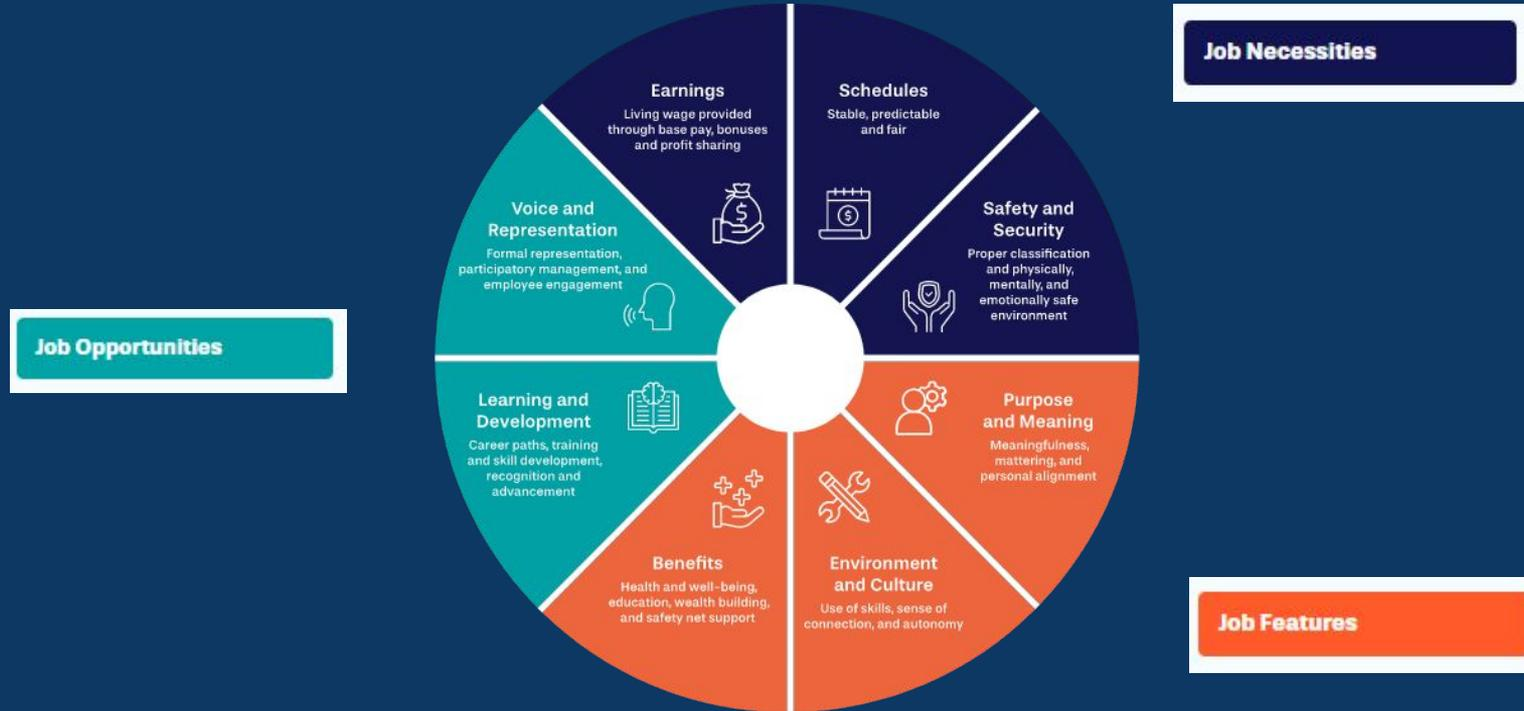 Job Necessities
Earnings
Living wage provided
through base pay, bonuses
and profit sharing
Schedules
Stable, predictable
and fair
Safety and
Security
Proper classification
and physically,
mentally, and
emotionally safe
environment
Voice and
Representation
Formal representation,
participatory management, and
employee engagement
$
$
Job Opportunities
Learning and
Development
Career paths, training
and skill development,
recognition and
advancement
Purpose
and Meaning
Meaningfulness,
mattering, and
personal alignment
Benefits
Health and well-being,
education, wealth building,
and safety net support
Environment
and Culture
Use of skills, sense of
connection, and autonomy
Job Features